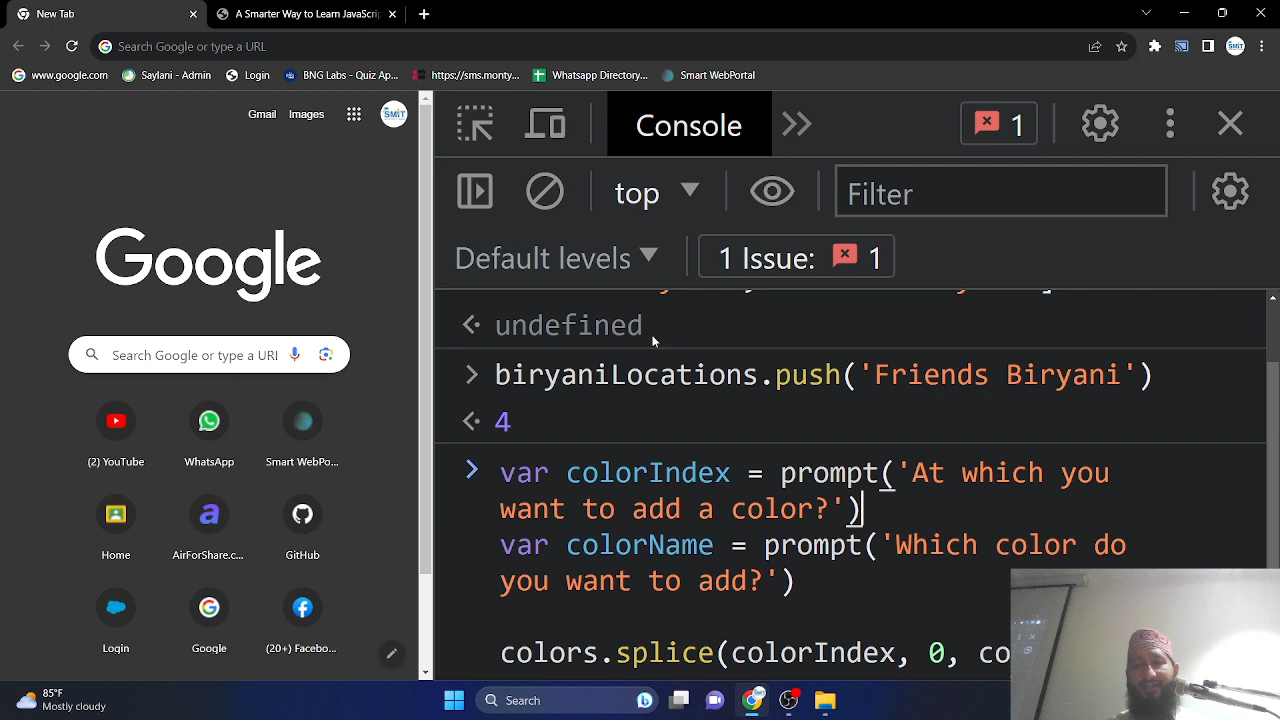 New Tab
A Smarter Way to Learn JavaScri
Search Google or type a URL
www.google.com
Saylani - Admin
Login
BNG Labs - Quiz Ap...
https://sms.monty...
Whatsapp Directory...
Smart WebPortal
Gmail
Images
SMIT
Google
Search Google or type a URL
(2) YouTube
WhatsApp
Smart WebPo...
Home
AirForShare.c...
GitHub
Login
Google
(20+) Facebo...
Console
1
top
Filter
Default levels
1 Issue: 1
undefined
biryaniLocations.push('Friends Biryani')
4
var colorIndex = prompt('At which you
want to add a color?')
var colorName = prompt('Which color do
you want to add?')
colors.splice(colorIndex, 0, co
85°F
Mostly cloudy
Search